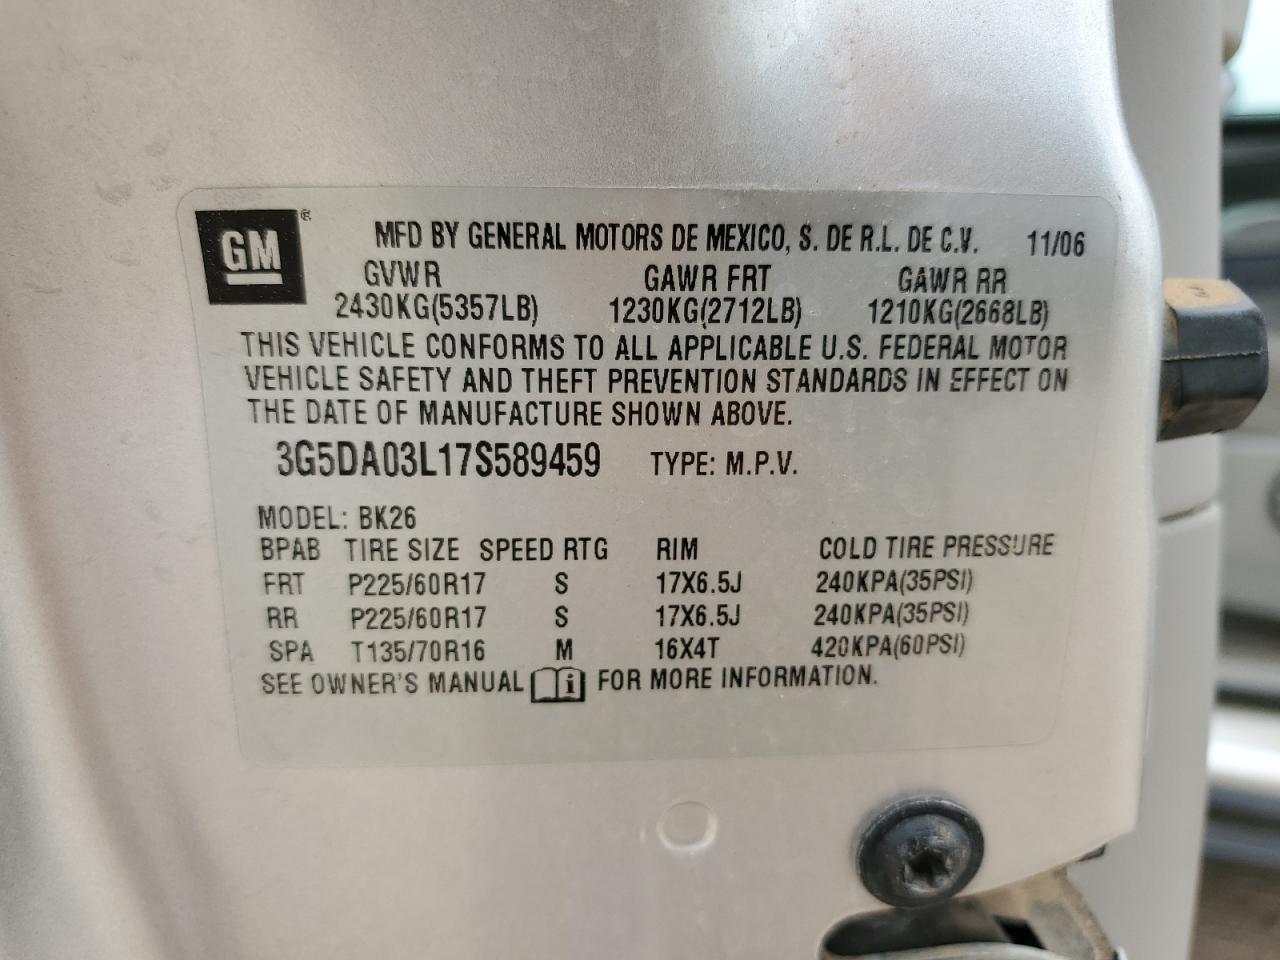 GM®
MFD BY GENERAL MOTORS DE MEXICO, S. DE R.L. DE C.V. 11/06
GVWR GAWR FRT GAWR RR
2430KG(5357LB) 1230KG(2712LB) 1210KG(2668LB)
THIS VEHICLE CONFORMS TO ALL APPLICABLE U.S. FEDERAL MOTOR
VEHICLE SAFETY AND THEFT PREVENTION STANDARDS IN EFFECT ON
THE DATE OF MANUFACTURE SHOWN ABOVE.
3G5DA03L17S589459 TYPE: M.P.V.
MODEL: BK26
BPAB TIRE SIZE SPEED RTG RIM COLD TIRE PRESSURE
FRT P225/60R17 S 17X6.5J 240KPA(35PSI)
RR P225/60R17 S 17X6.5J 240KPA(35PSI)
SPA T135/70R16 M 16X4T 420KPA(60PSI)
SEE OWNER'S MANUAL i FOR MORE INFORMATION.